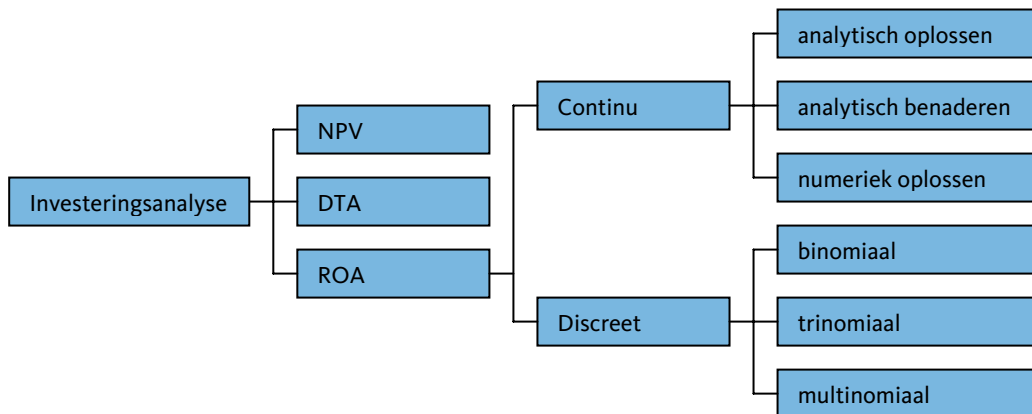 Investeringsanalyse
NPV
DTA
ROA
Continu
Discreet
analytisch oplossen
analytisch benaderen
numeriek oplossen
binomiaal
trinomiaal
multinomiaal